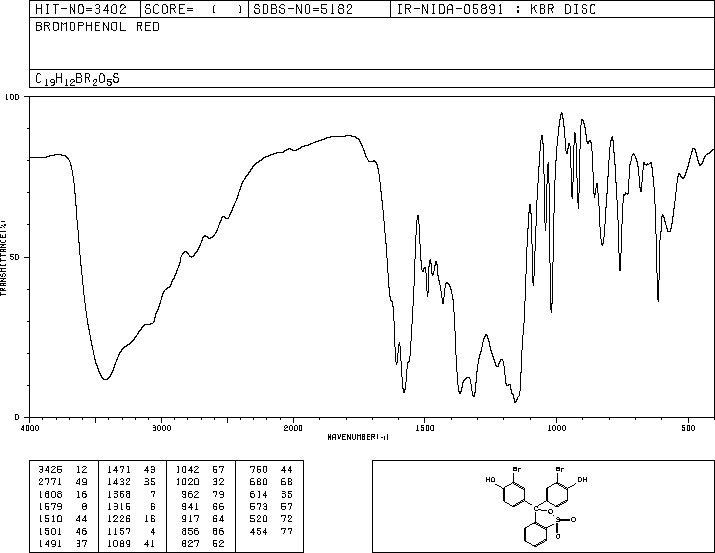 HIT-NO=3402 SCORE= ( ) SDBS-NO=5182 IR-NIDA-05891 : KBR DISC
BROMOPHENOL RED
C19H12BR2O5S
100
50
0
TRANSMITTANCE(%)
4000 3000 2000 1500 1000 500
WAVENUMBER(-1)
3425 12 1471 43 1042 57 760 44
2771 49 1432 35 1020 32 680 68
1608 16 1368 7 962 79 614 35
1579 8 1316 6 941 66 573 57
1510 44 1226 16 917 64 520 72
1501 46 1157 4 856 86 454 77
1491 37 1089 41 827 52
Br Br
HO OH
C O
S O
O